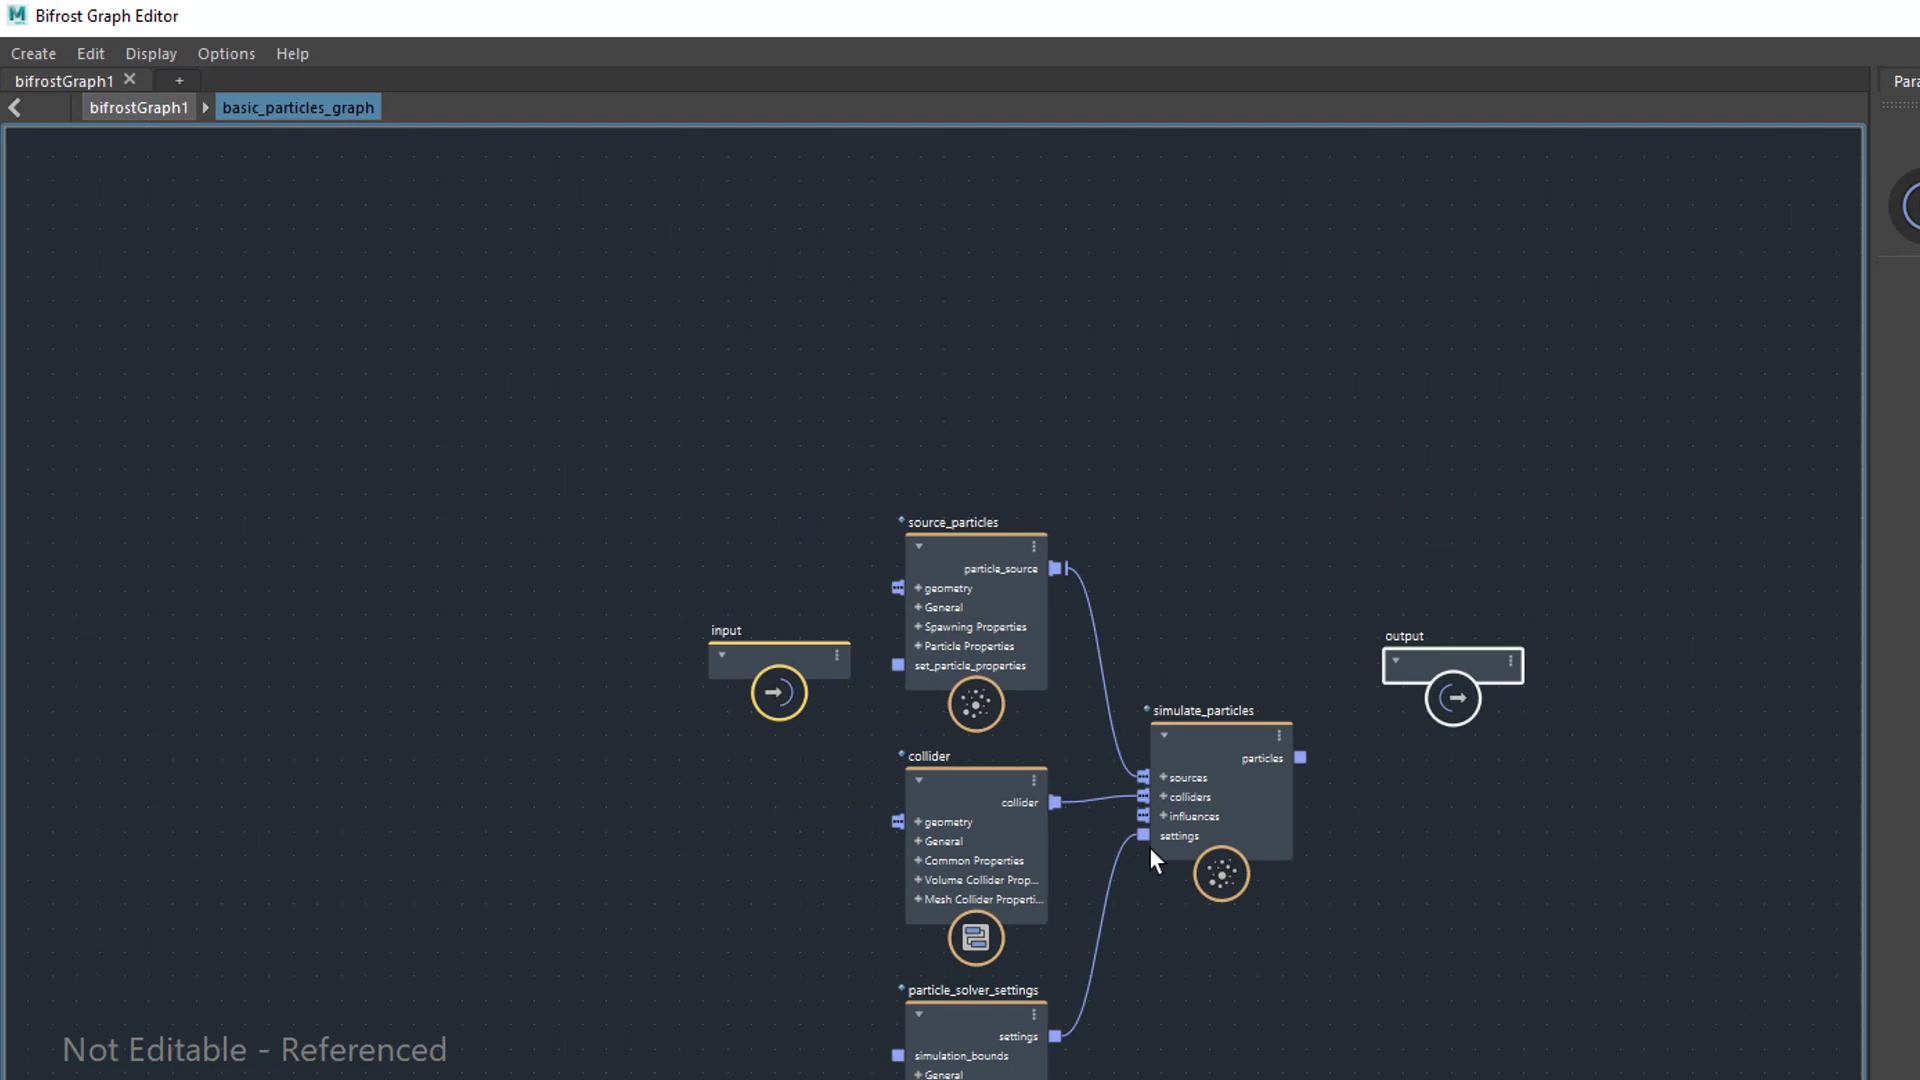 Bifrost Graph Editor
Create Edit Display Options Help
bifrostGraph1 +
Para
bifrostGraph1 basic_particles_graph
source_particles
particle_source
+ geometry
+ General
+ Spawning Properties
+ Particle Properties
set_particle_properties
input
output
simulate_particles
particles
+ sources
+ colliders
+ influences
settings
collider
collider
+ geometry
+ General
+ Common Properties
+ Volume Collider Prop...
+ Mesh Collider Properti...
particle_solver_settings
settings
simulation_bounds
+ General
Not Editable - Referenced